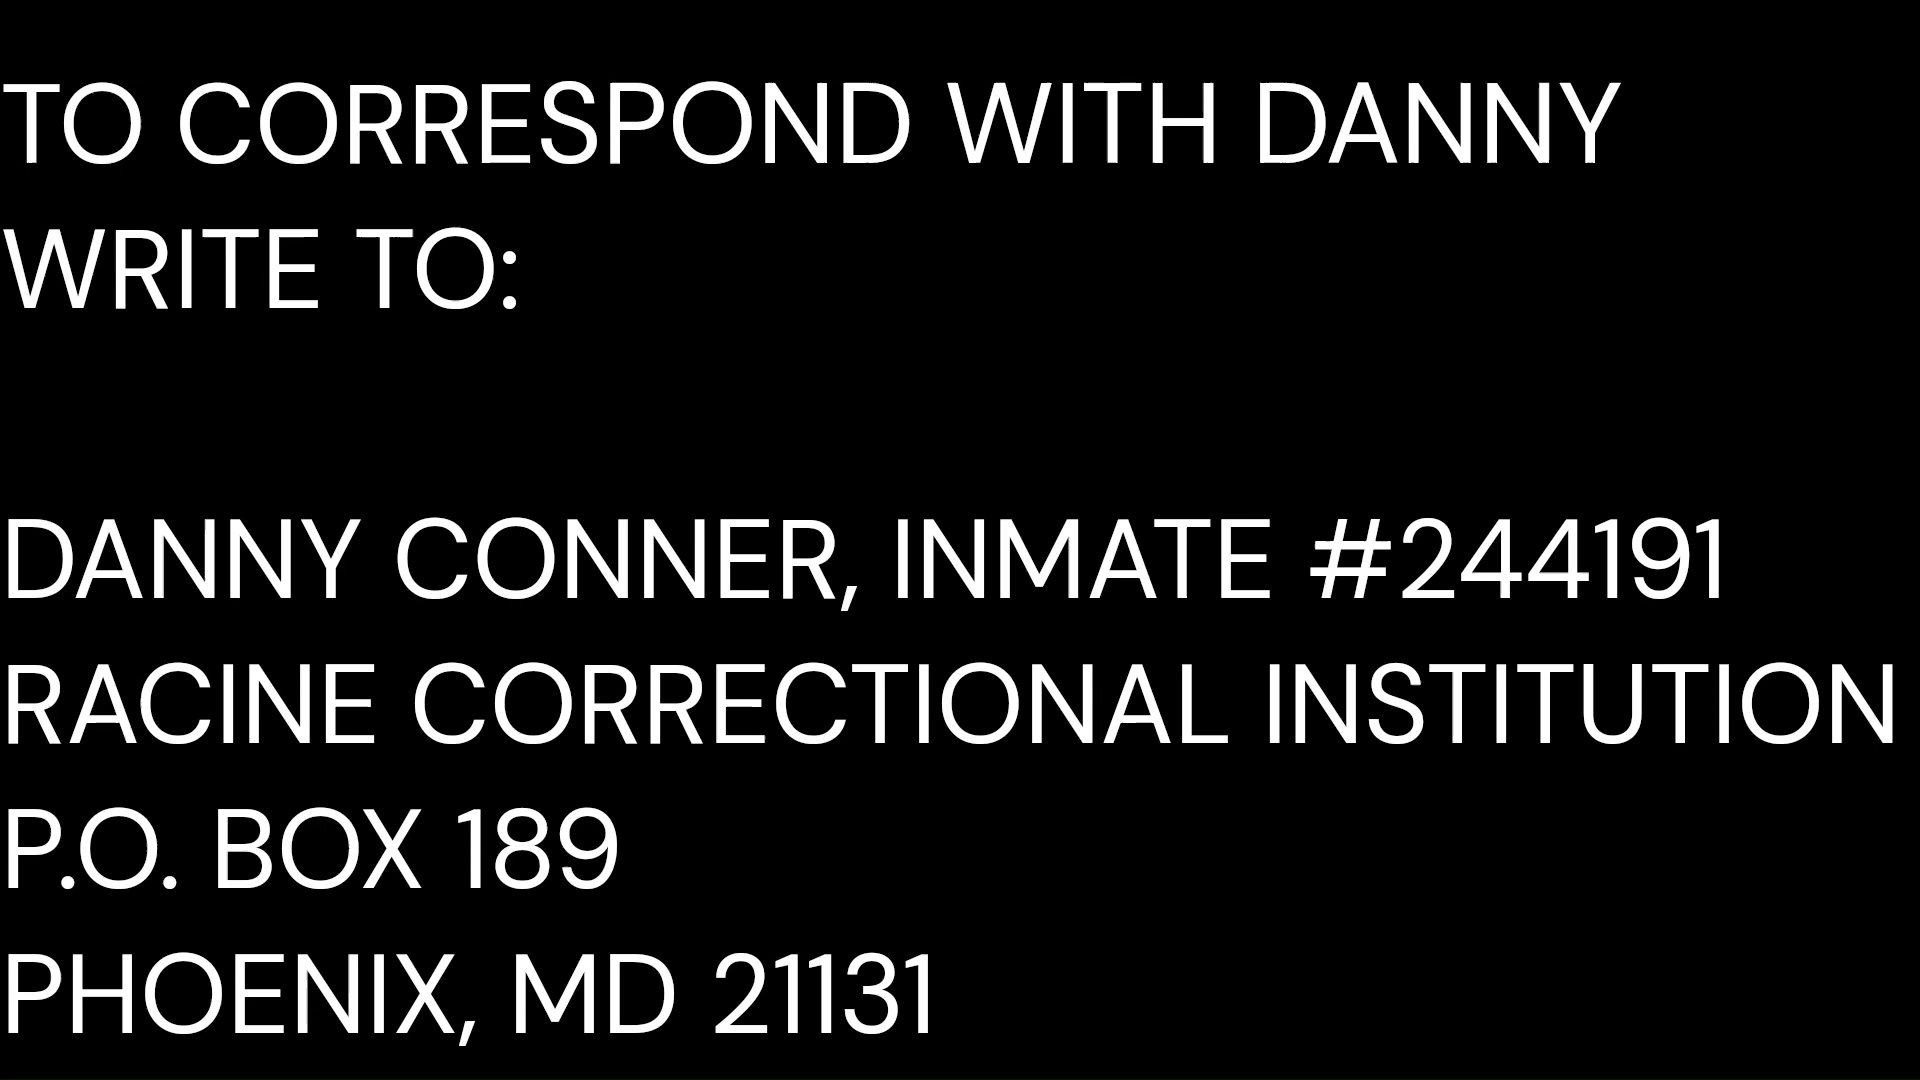 TO CORRESPOND WITH DANNY
WRITE TO:
DANNY CONNER, INMATE #244191
RACINE CORRECTIONAL INSTITUTION
P.O. BOX 189
PHOENIX, MD 21131